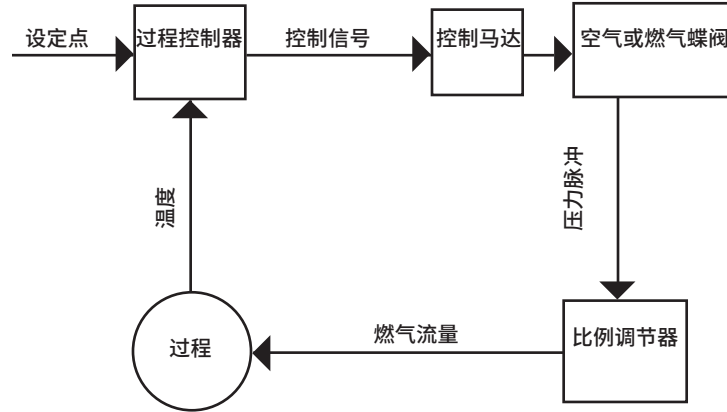 设定点
过程控制器
控制信号
控制马达
空气或燃气蝶阀
温度
压力脉冲
过程
燃气流量
比例调节器